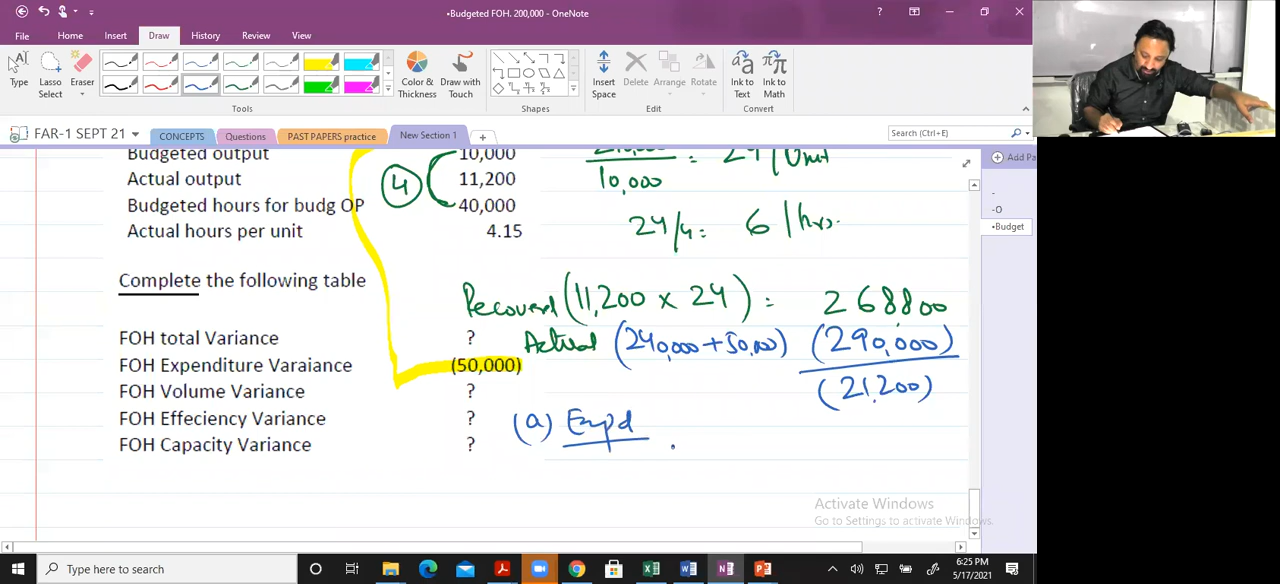 •Budgeted FOH. 200,000 - OneNote
File Home Insert Draw History Review View
Type Lasso Select Eraser Color & Thickness Draw with Touch Insert Space Delete Arrange Rotate Ink to Text Ink to Math
Tools Shapes Edit Convert
FAR-1 SEPT 21 CONCEPTS Questions PAST PAPERS practice New Section 1 + Search (Ctrl+E)
Add Pa
-
-O
•Budget
Budgeted output 10,000
Actual output 11,200
Budgeted hours for budg OP 40,000
Actual hours per unit 4.15
4
10,000 = 24/Unit
24/4 = 6 /hrs.
Complete the following table
Recovered (11,200 x 24) = 268800
FOH total Variance ?
Actual (240,000 + 50,000) (290,000)
FOH Expenditure Varaiance (50,000)
(21,200)
FOH Volume Variance ?
FOH Effeciency Variance ?
(a) Expd
FOH Capacity Variance ?
Activate Windows
Go to Settings to activate Windows.
Type here to search
6:25 PM
5/17/2021